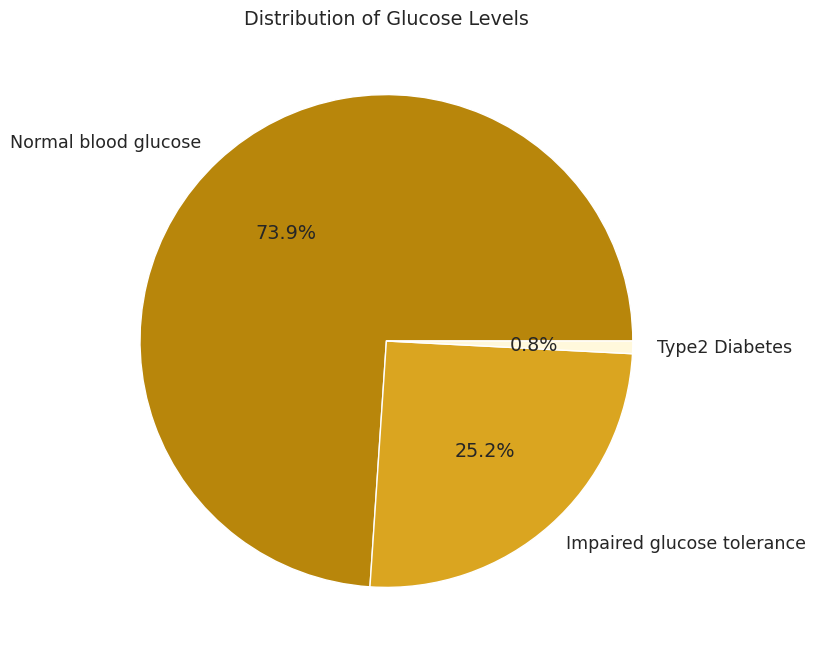 Distribution of Glucose Levels
Normal blood glucose
73.9%
0.8%
Type2 Diabetes
25.2%
Impaired glucose tolerance